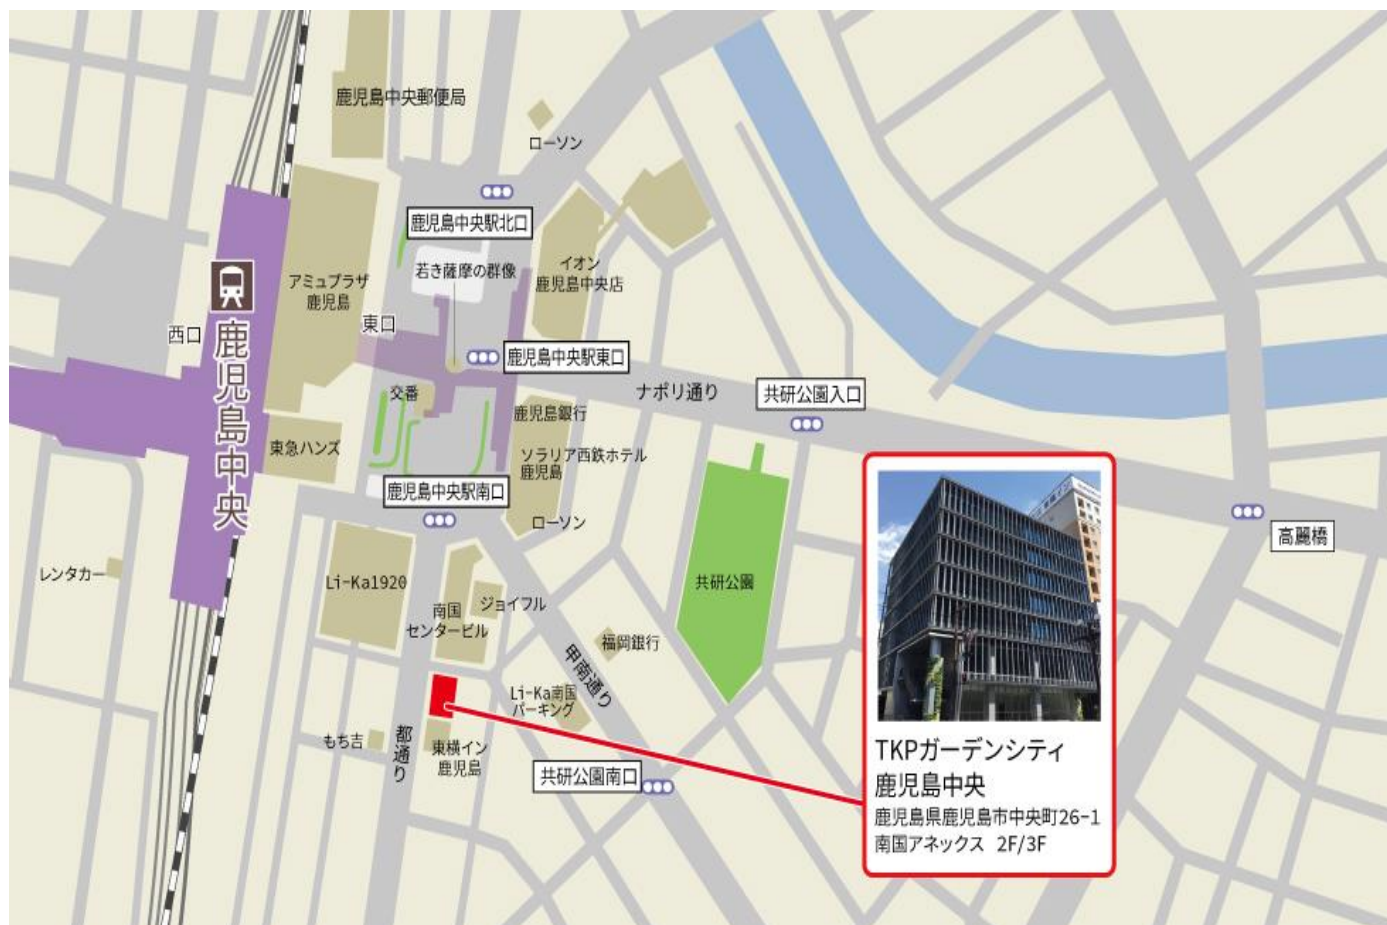 鹿児島中央郵便局
ローソン
鹿児島中央駅北口
若き薩摩の群像
イオン
鹿児島中央店
アミュプラザ
鹿児島
東口
西口
鹿児島中央
鹿児島中央駅東口
ナポリ通り
共研公園入口
交番
鹿児島銀行
東急ハンズ
ソラリア西鉄ホテル
鹿児島
鹿児島中央駅南口
ローソン
高麗橋
レンタカー
Li-Ka1920
共研公園
南国
センタービル
ジョイフル
福岡銀行
甲南通り
Li-Ka南国
パーキング
もち吉
都通り
東横イン
鹿児島
共研公園南口
TKPガーデンシティ
鹿児島中央
鹿児島県鹿児島市中央町26-1
南国アネックス 2F/3F